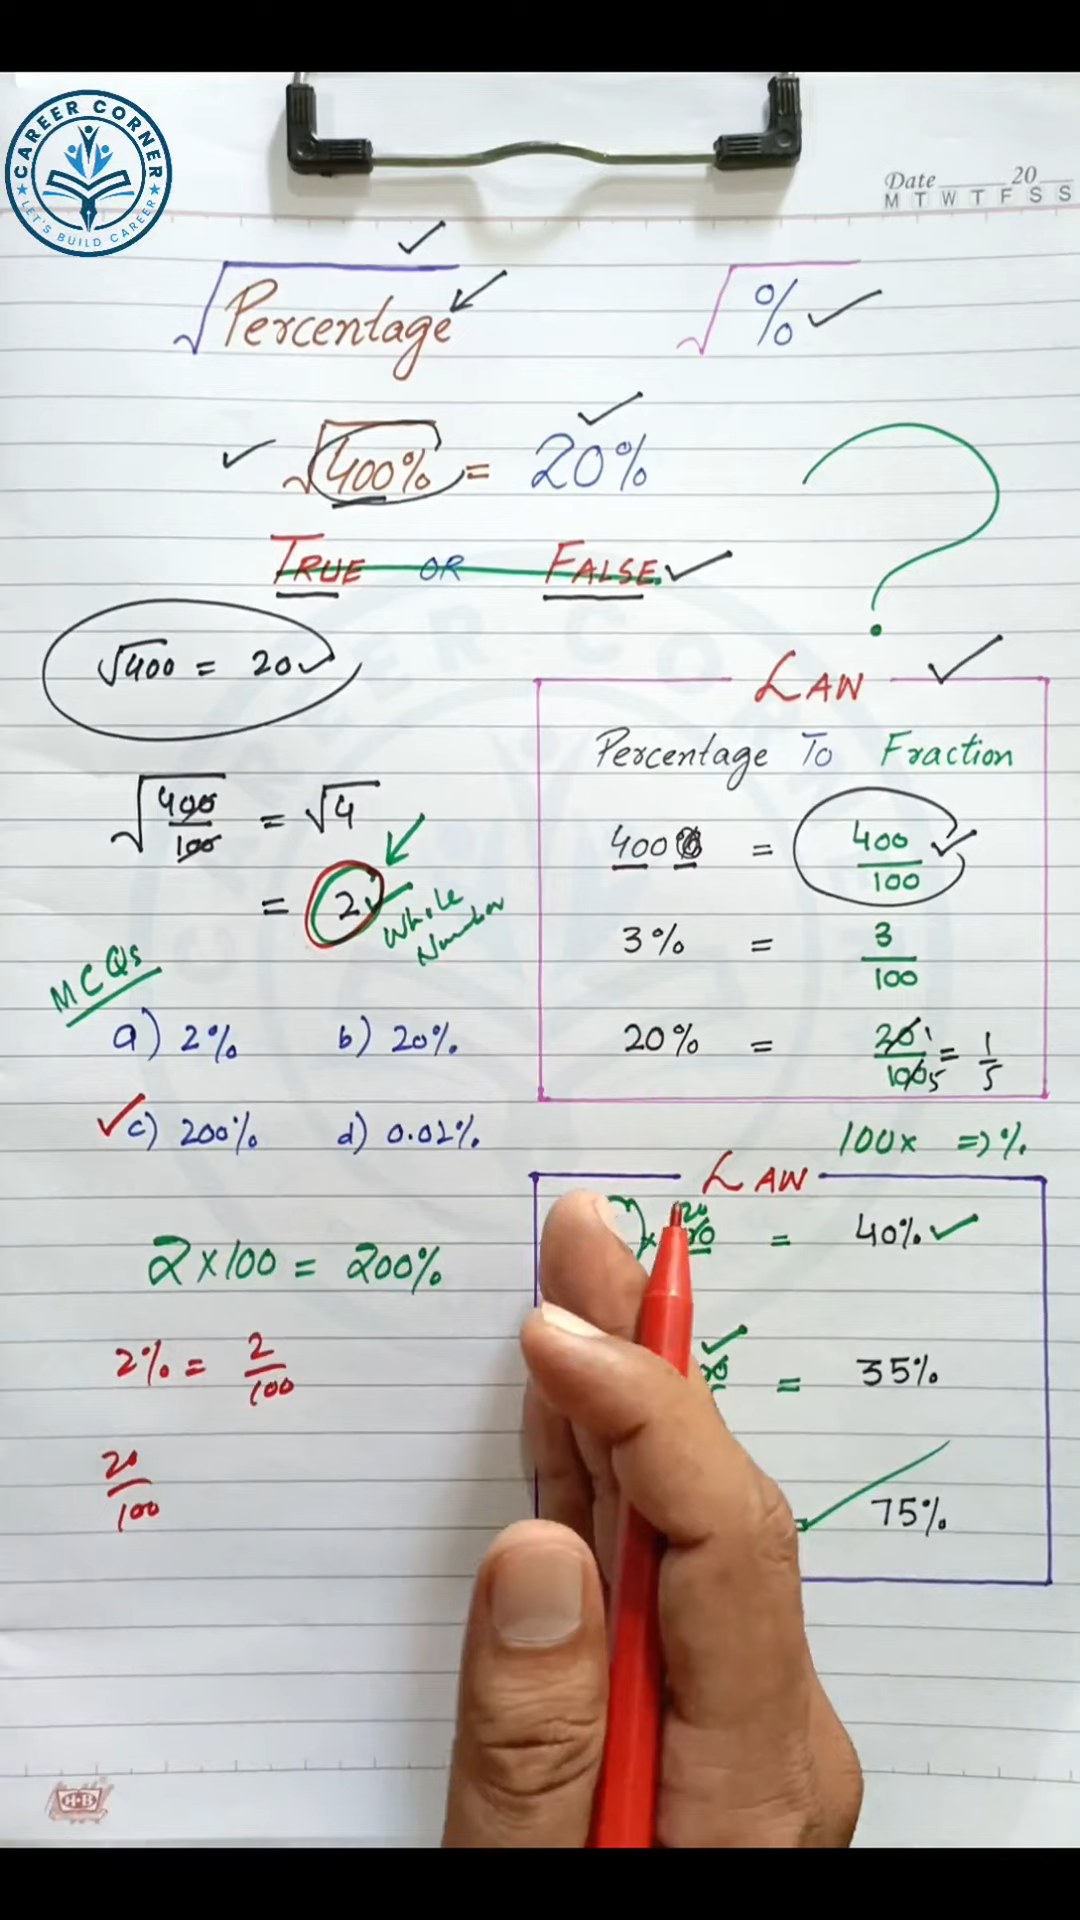 CAREER CORNER
LET'S BUILD CAREER
Date 20
M T W T F S S
√Percentage
√%
√400% = 20%
TRUE OR FALSE.
?
√400 = 20
LAW
Percentage To Fraction
√400/100 = √4
400% = 400/100
= 2
Whole Number
3% = 3/100
MCQs
a) 2% b) 20%
20% = 20/100 = 1/5
c) 200% d) 0.02%
100x => %
LAW
2 x 100 = 200%
= 40%
2% = 2/100
= 35%
20/100
75%